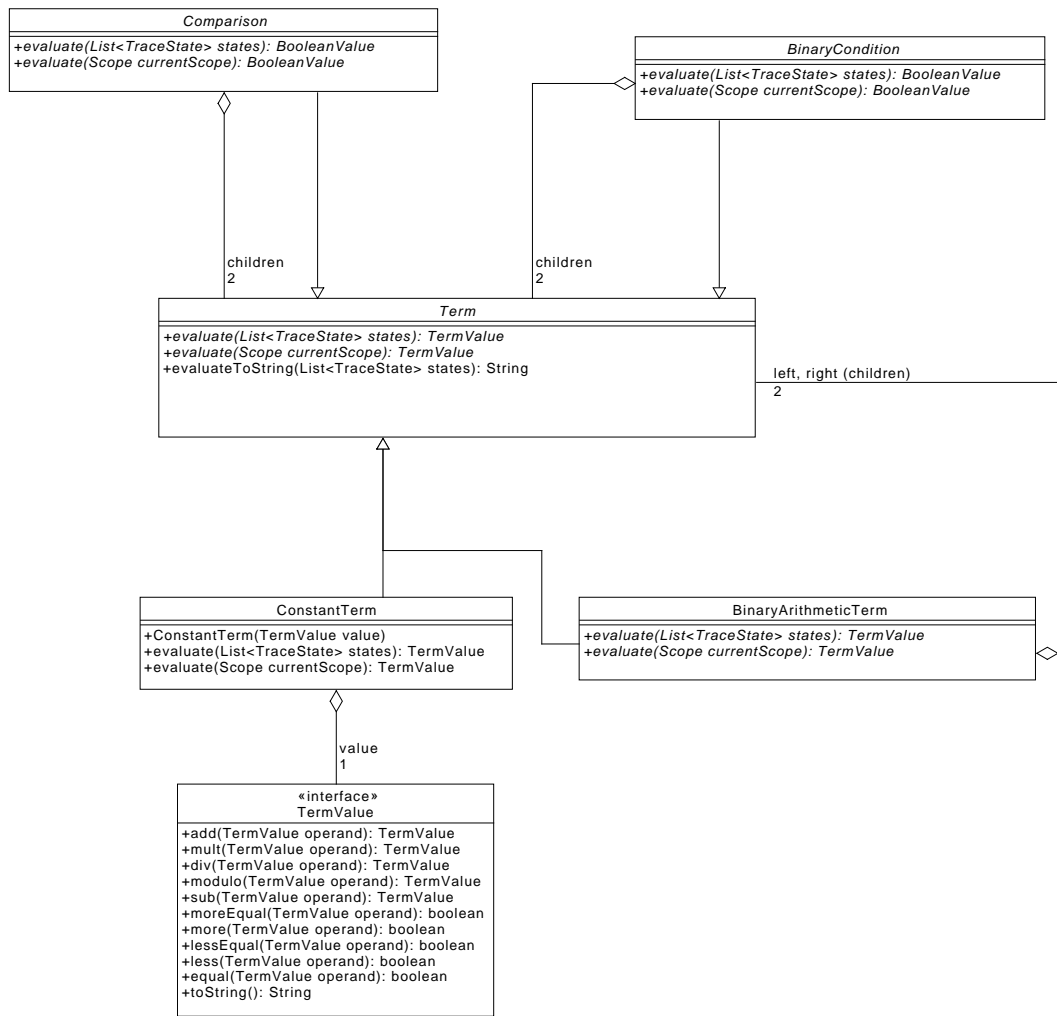 Comparison
+evaluate(List<TraceState> states): BooleanValue
+evaluate(Scope currentScope): BooleanValue
BinaryCondition
+evaluate(List<TraceState> states): BooleanValue
+evaluate(Scope currentScope): BooleanValue
children
2
children
2
Term
+evaluate(List<TraceState> states): TermValue
+evaluate(Scope currentScope): TermValue
+evaluateToString(List<TraceState> states): String
left, right (children)
2
ConstantTerm
+ConstantTerm(TermValue value)
+evaluate(List<TraceState> states): TermValue
+evaluate(Scope currentScope): TermValue
BinaryArithmeticTerm
+evaluate(List<TraceState> states): TermValue
+evaluate(Scope currentScope): TermValue
value
1
«interface»
TermValue
+add(TermValue operand): TermValue
+mult(TermValue operand): TermValue
+div(TermValue operand): TermValue
+modulo(TermValue operand): TermValue
+sub(TermValue operand): TermValue
+moreEqual(TermValue operand): boolean
+more(TermValue operand): boolean
+lessEqual(TermValue operand): boolean
+less(TermValue operand): boolean
+equal(TermValue operand): boolean
+toString(): String